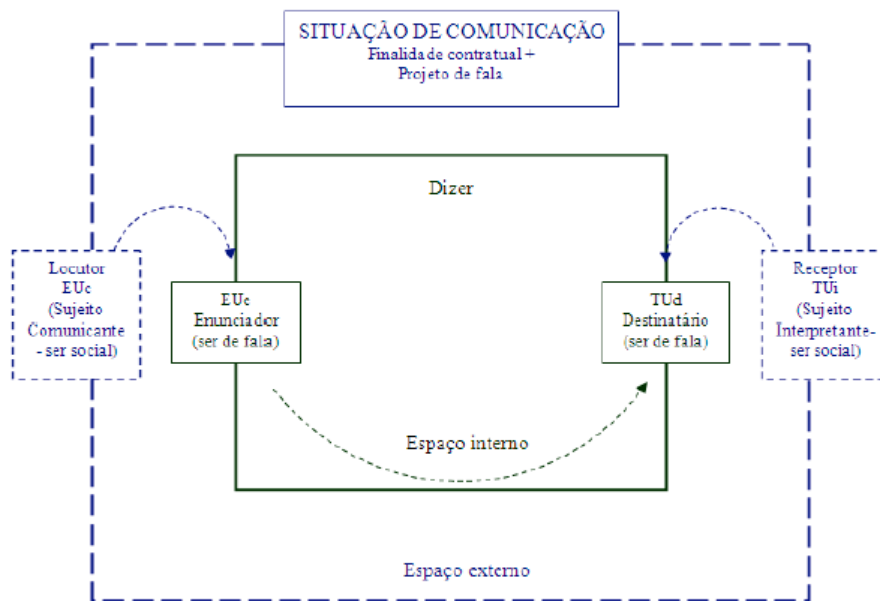 SITUAÇÃO DE COMUNICAÇÃO
Finalidade contratual +
Projeto de fala
Dizer
Locutor
EUc
(Sujeito
Comunicante
- ser social)
EUe
Enunciador
(ser de fala)
TUd
Destinatário
(ser de fala)
Receptor
TUi
(Sujeito
Interpretante-
ser social)
Espaço interno
Espaço externo